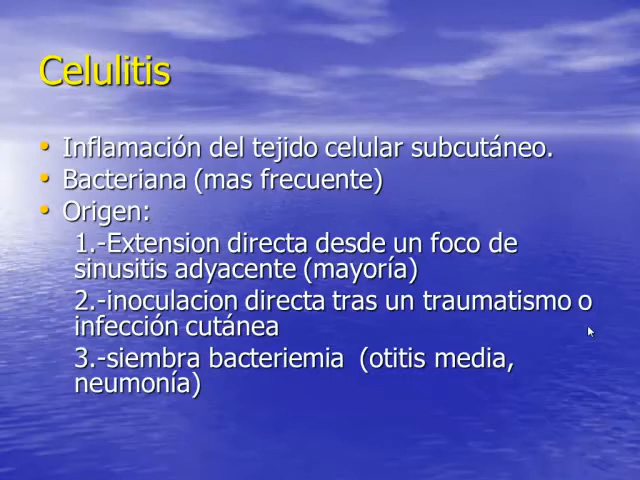 Celulitis
• Inflamación del tejido celular subcutáneo.
• Bacteriana (mas frecuente)
• Origen:
1.-Extension directa desde un foco de
sinusitis adyacente (mayoría)
2.-inoculacion directa tras un traumatismo o
infección cutánea
3.-siembra bacteriemia (otitis media,
neumonía)